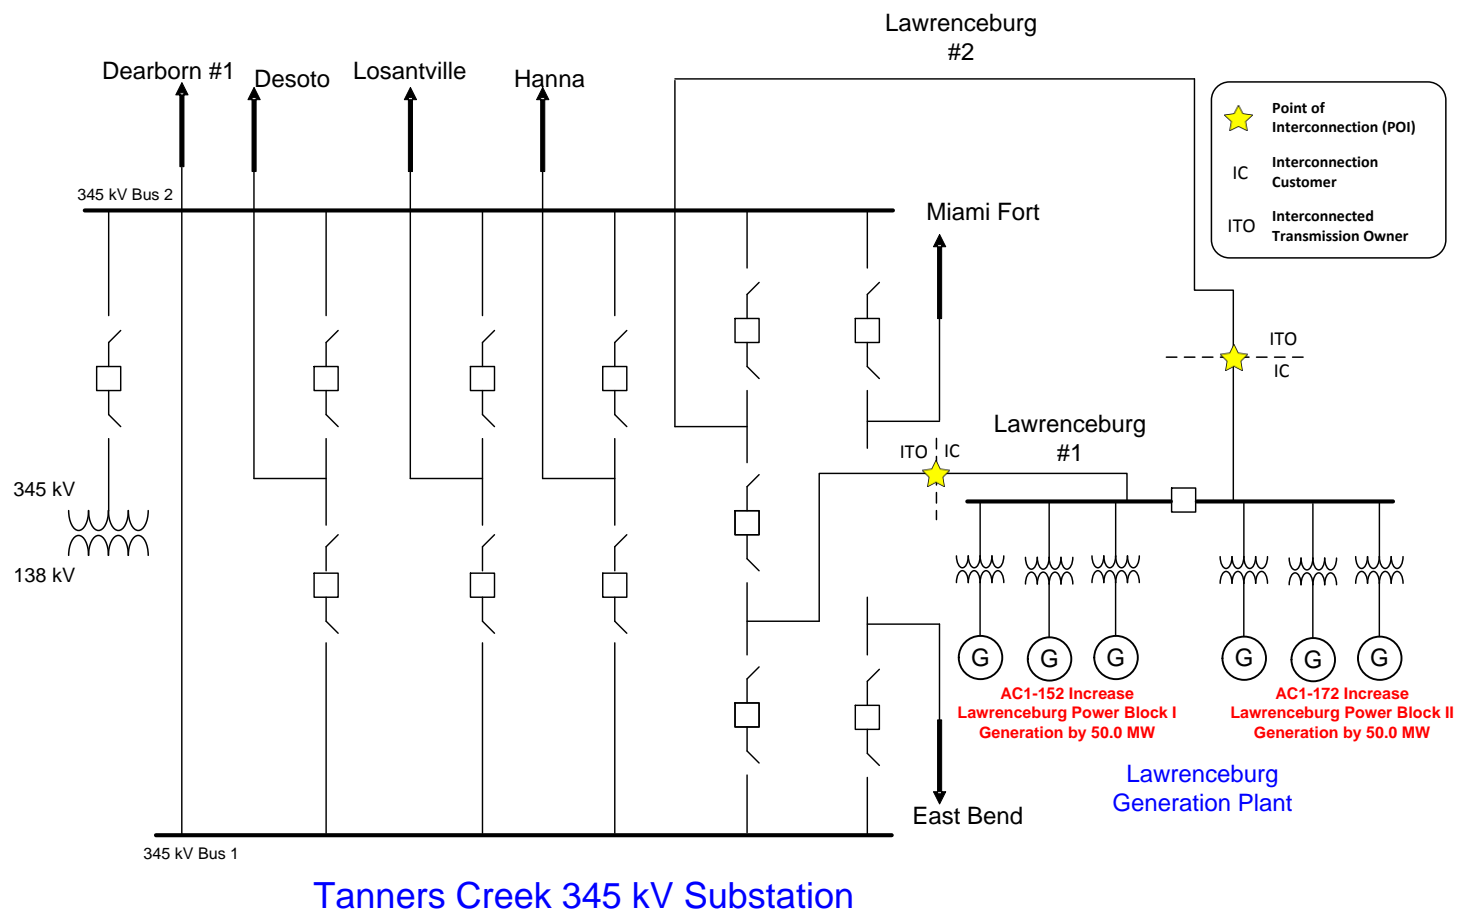 Lawrenceburg
#2
Dearborn #1
Desoto
Losantville
Hanna
Point of
Interconnection (POI)
IC
Interconnection
Customer
ITO
Interconnected
Transmission Owner
345 kV Bus 2
Miami Fort
ITO
IC
Lawrenceburg
#1
ITO
IC
345 kV
138 kV
G
G
G
G
G
G
AC1-152 Increase
Lawrenceburg Power Block I
Generation by 50.0 MW
AC1-172 Increase
Lawrenceburg Power Block II
Generation by 50.0 MW
Lawrenceburg
Generation Plant
East Bend
345 kV Bus 1
Tanners Creek 345 kV Substation